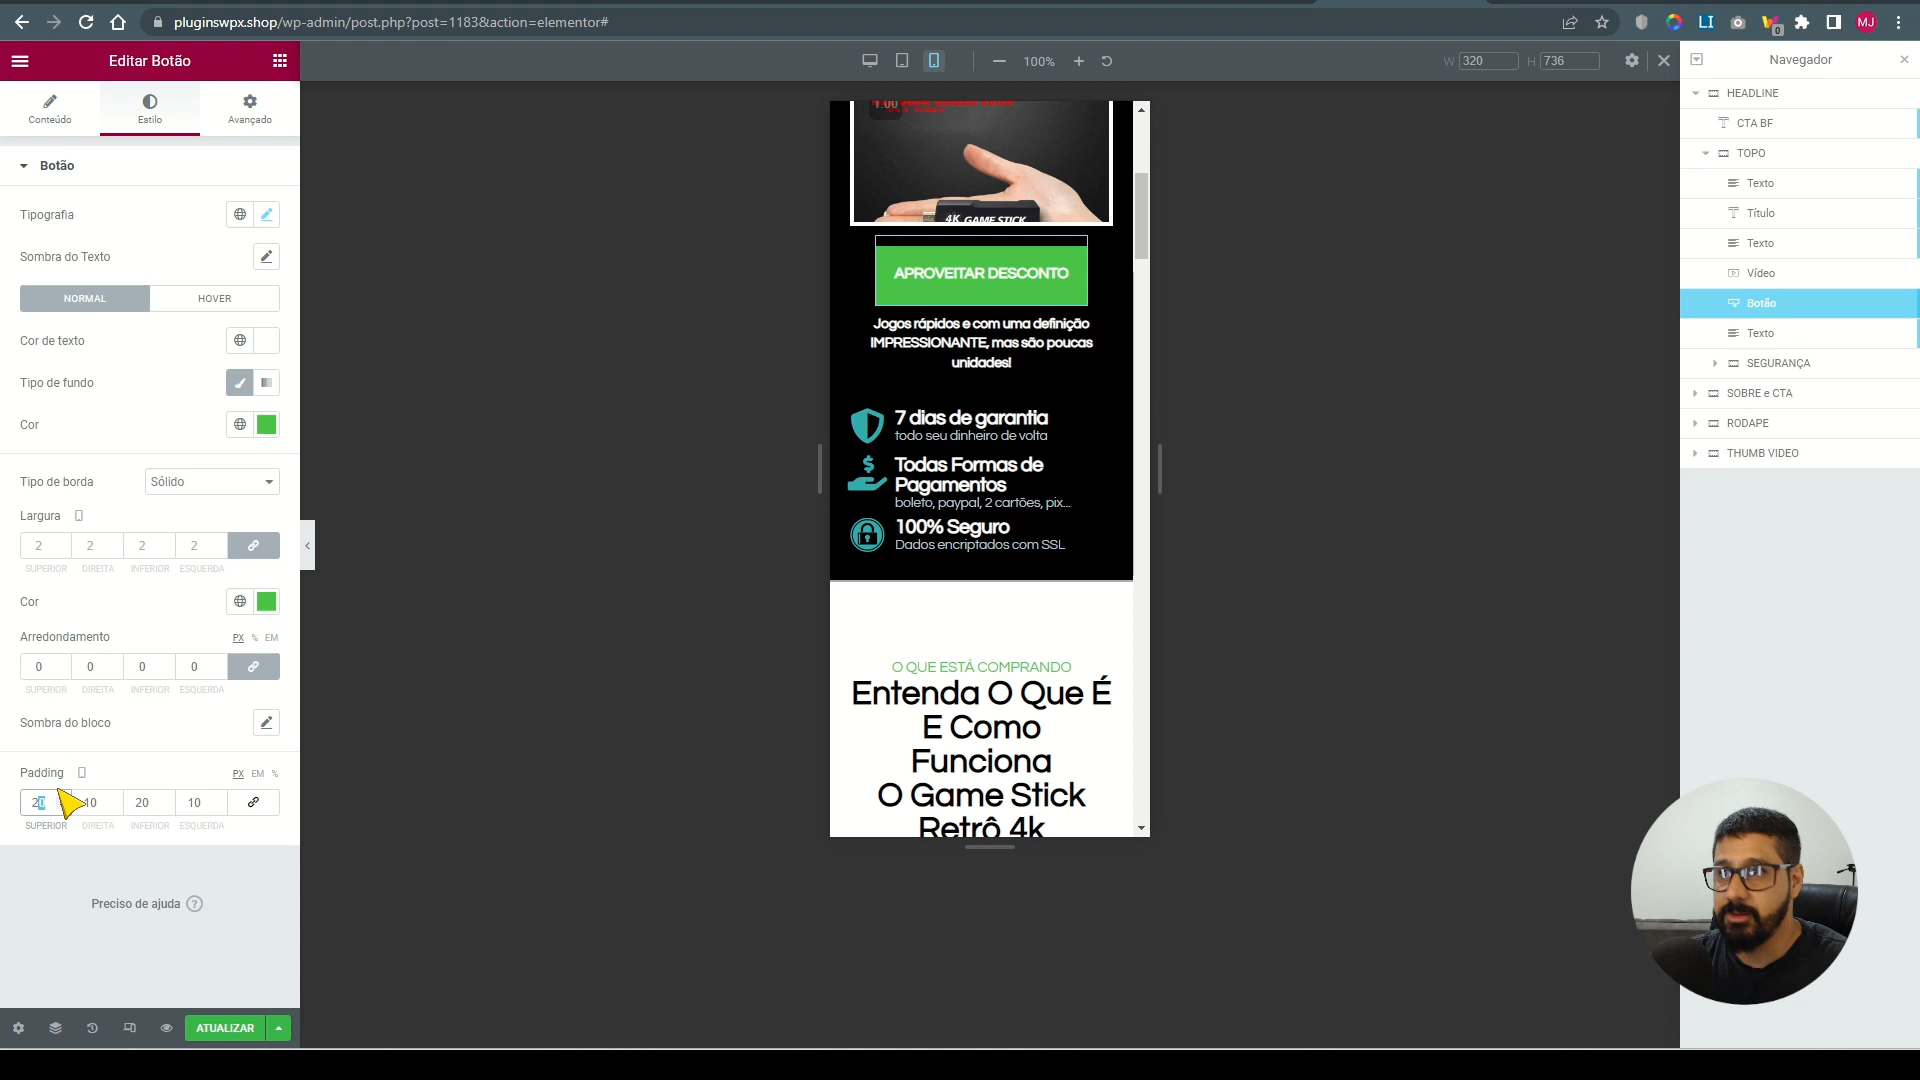 pluginswpx.shop/wp-admin/post.php?post=1183&action=elementor#
LI
0
MJ
Editar Botão
100%
W 320
H 736
Navegador
Conteúdo
Estilo
Avançado
Botão
Tipografia
Sombra do Texto
NORMAL
HOVER
Cor de texto
Tipo de fundo
Cor
Tipo de borda
Sólido
Largura
2 2 2 2
SUPERIOR DIREITA INFERIOR ESQUERDA
Cor
Arredondamento
PX % EM
0 0 0 0
SUPERIOR DIREITA INFERIOR ESQUERDA
Sombra do bloco
Padding
PX EM %
20 10 20 10
SUPERIOR DIREITA INFERIOR ESQUERDA
Preciso de ajuda
ATUALIZAR
1:00
4K GAME STICK
APROVEITAR DESCONTO
Jogos rápidos e com uma definição
IMPRESSIONANTE, mas são poucas
unidades!
7 dias de garantia
todo seu dinheiro de volta
Todas Formas de
Pagamentos
boleto, paypal, 2 cartões, pix...
100% Seguro
Dados encriptados com SSL
O QUE ESTÁ COMPRANDO
Entenda O Que É
E Como
Funciona
O Game Stick
Retrô 4k
HEADLINE
CTA BF
TOPO
Texto
Título
Texto
Vídeo
Botão
Texto
SEGURANÇA
SOBRE e CTA
RODAPE
THUMB VIDEO